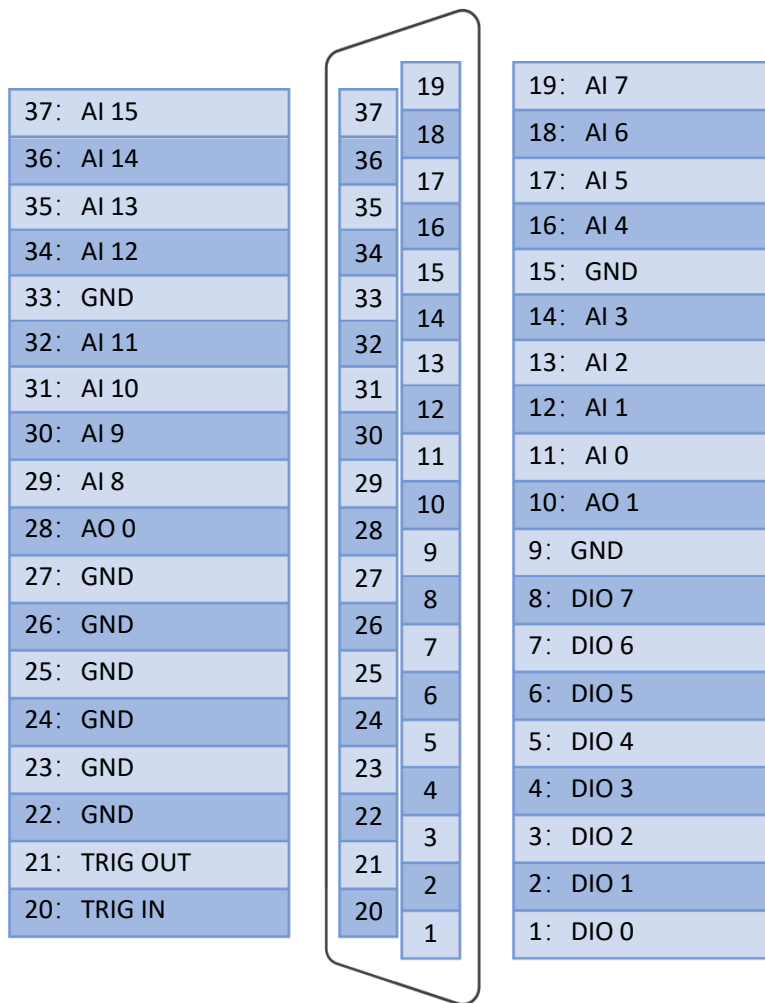 37： AI 15
36： AI 14
35： AI 13
34： AI 12
33： GND
32： AI 11
31： AI 10
30： AI 9
29： AI 8
28： AO 0
27： GND
26： GND
25： GND
24： GND
23： GND
22： GND
21： TRIG OUT
20： TRIG IN
37
36
35
34
33
32
31
30
29
28
27
26
25
24
23
22
21
20
19
18
17
16
15
14
13
12
11
10
9
8
7
6
5
4
3
2
1
19： AI 7
18： AI 6
17： AI 5
16： AI 4
15： GND
14： AI 3
13： AI 2
12： AI 1
11： AI 0
10： AO 1
9： GND
8： DIO 7
7： DIO 6
6： DIO 5
5： DIO 4
4： DIO 3
3： DIO 2
2： DIO 1
1： DIO 0